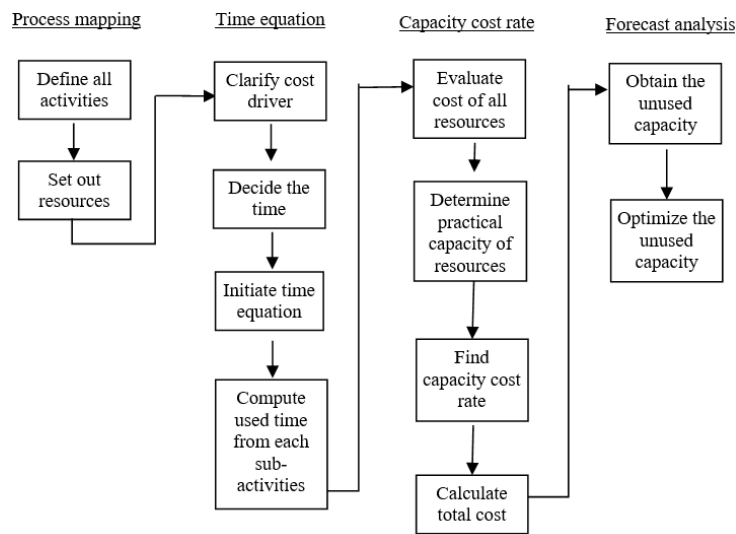 Process mapping
Define all
activities
Set out
resources
Time equation
Clarify cost
driver
Decide the
time
Initiate time
equation
Compute
used time
from each
sub-
activities
Capacity cost rate
Evaluate
cost of all
resources
Determine
practical
capacity of
resources
Find
capacity cost
rate
Calculate
total cost
Forecast analysis
Obtain the
unused
capacity
Optimize the
unused
capacity